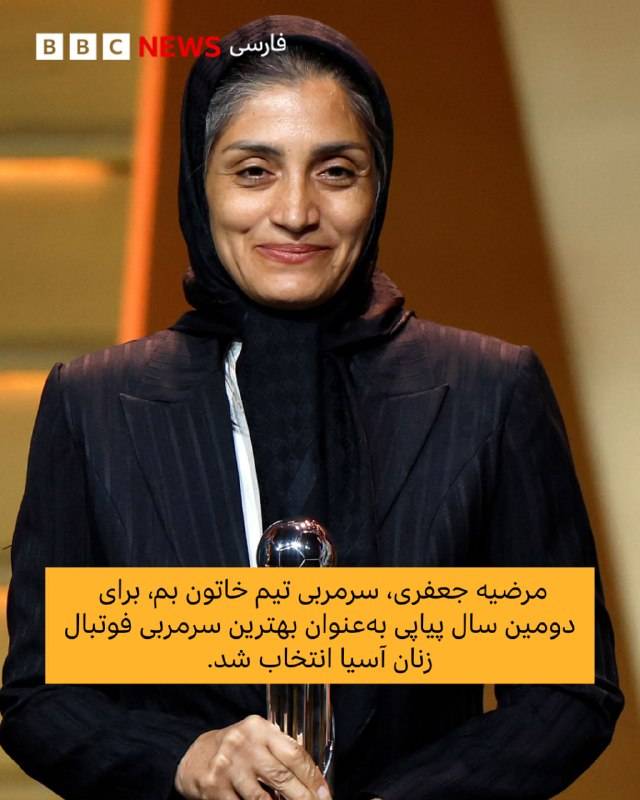 BBC NEWS فارسی
مرضیه جعفری، سرمربی تیم خاتون بم، برای
دومین سال پیاپی به‌عنوان بهترین سرمربی فوتبال
زنان آسیا انتخاب شد.